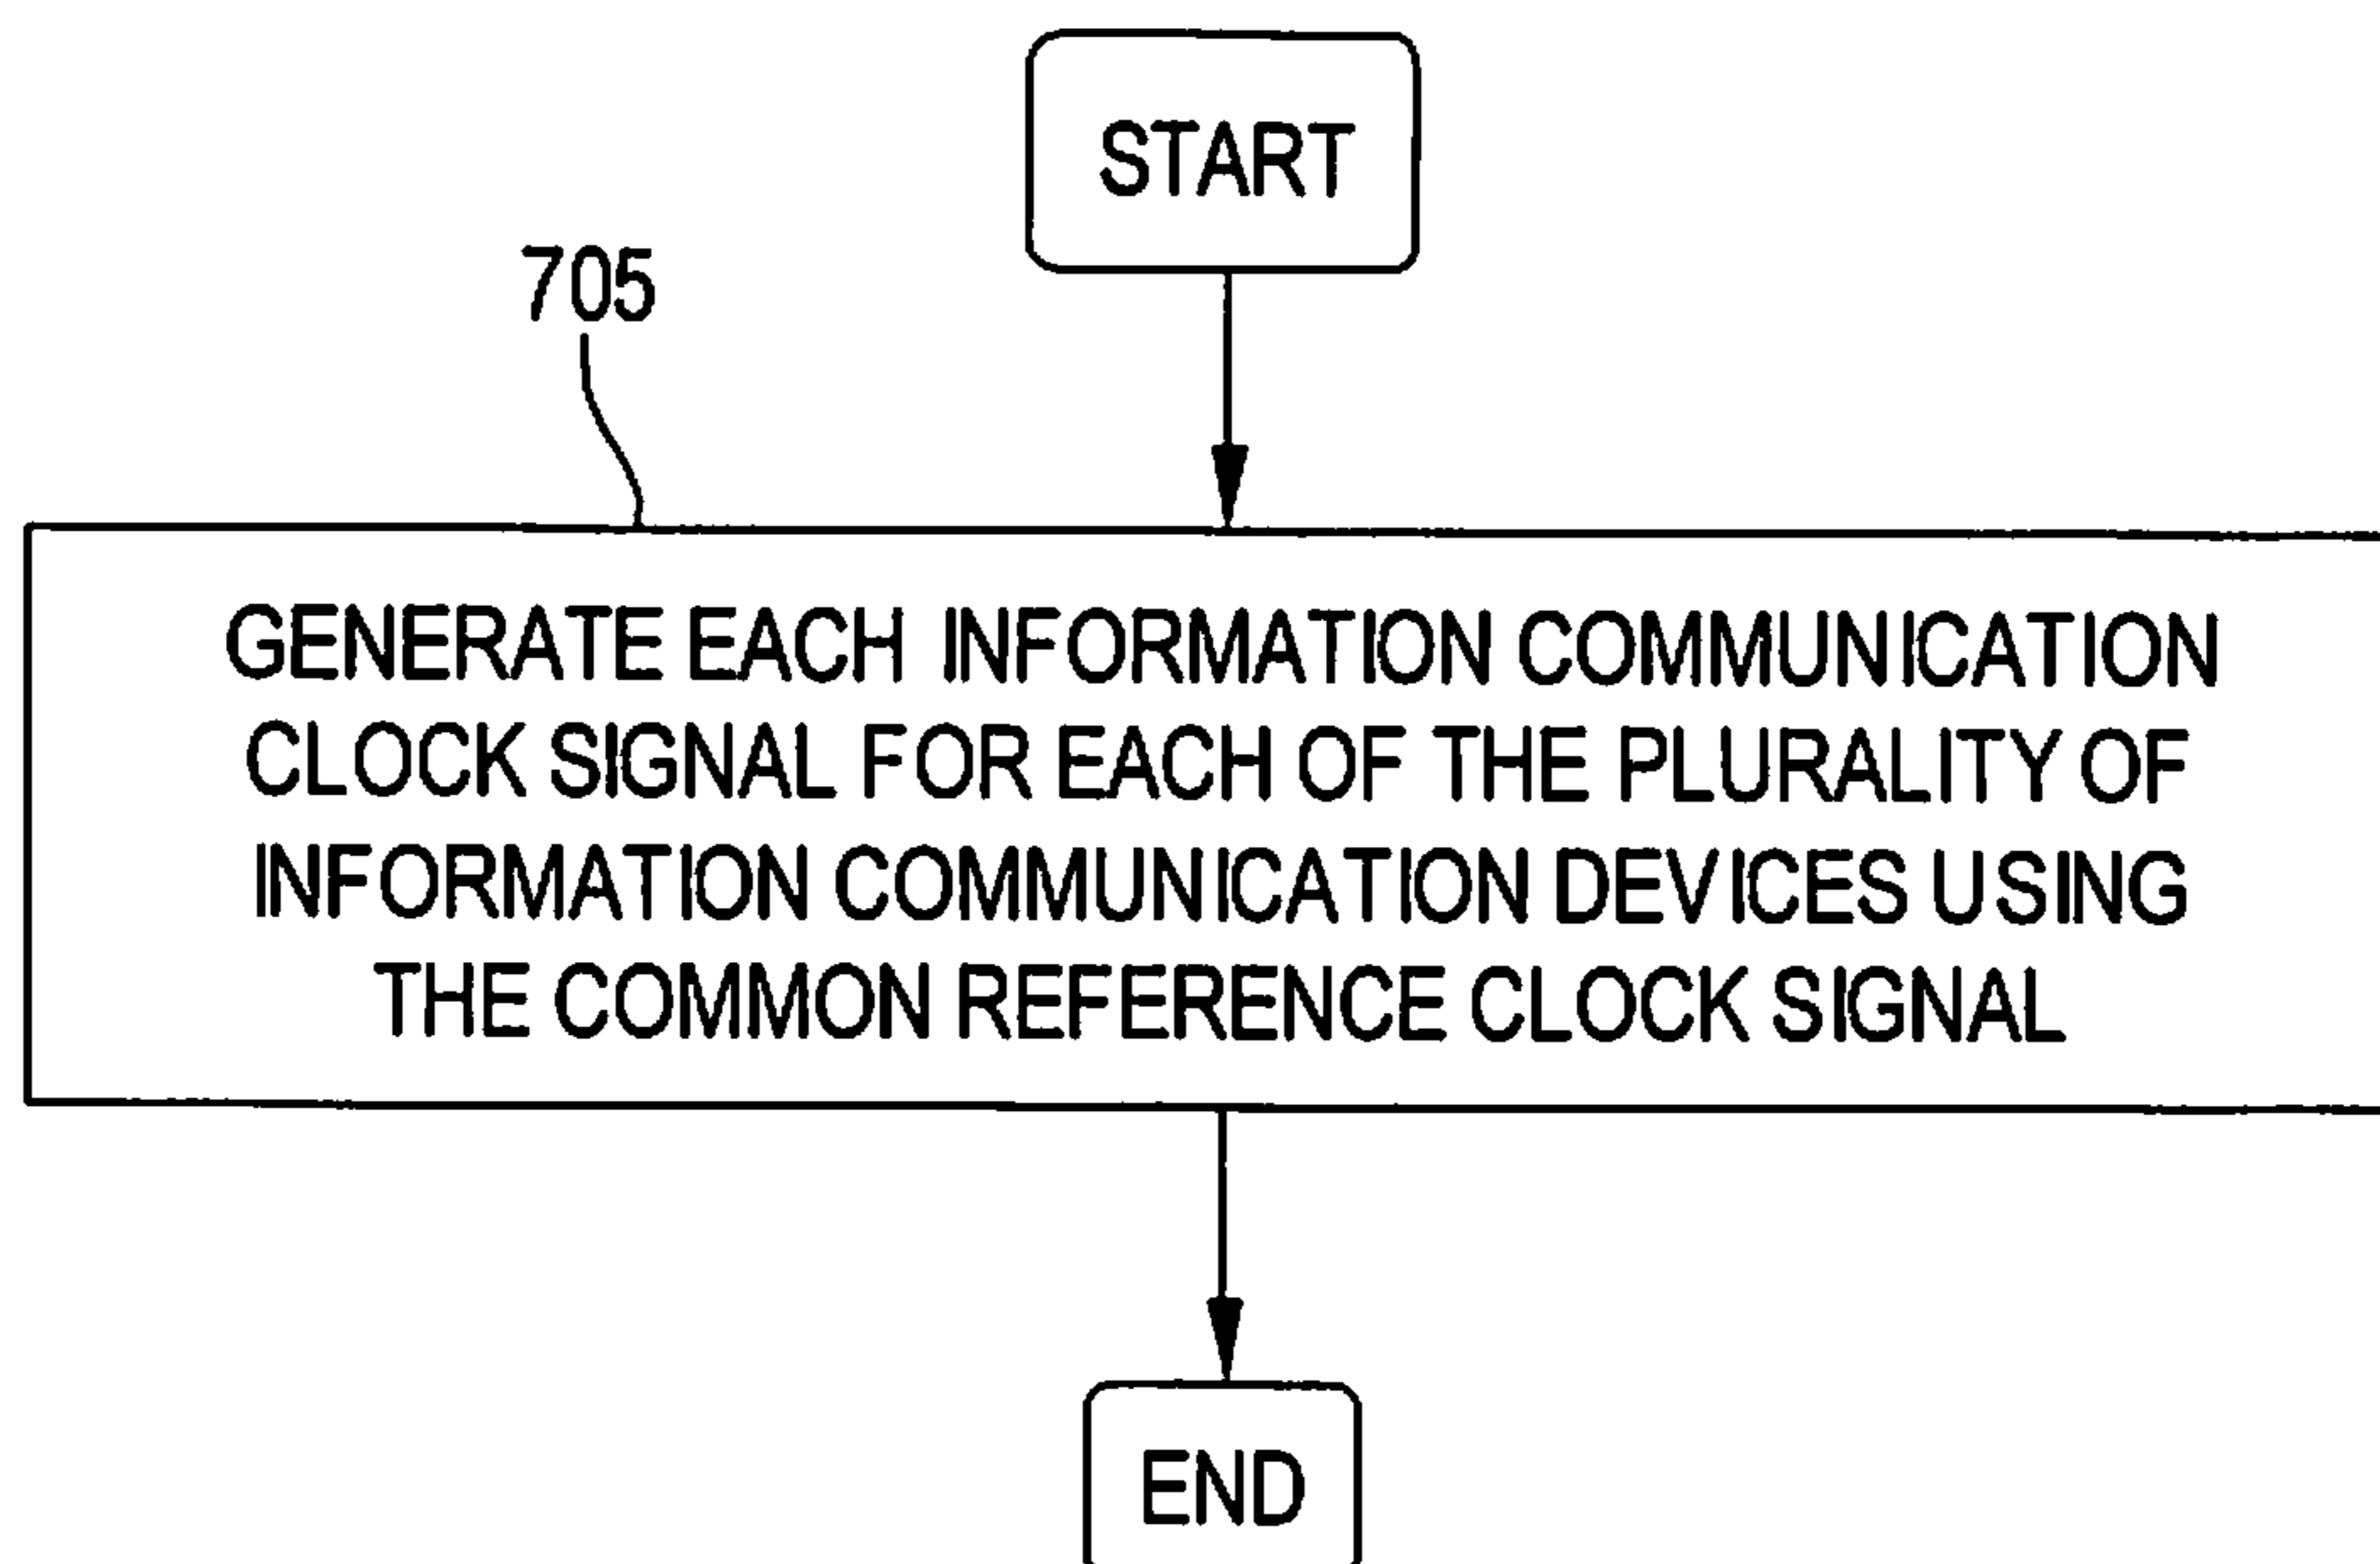 START
705
GENERATE EACH INFORMATION COMMUNICATION
CLOCK SIGNAL FOR EACH OF THE PLURALITY OF
INFORMATION COMMUNICATION DEVICES USING
THE COMMON REFERENCE CLOCK SIGNAL
END